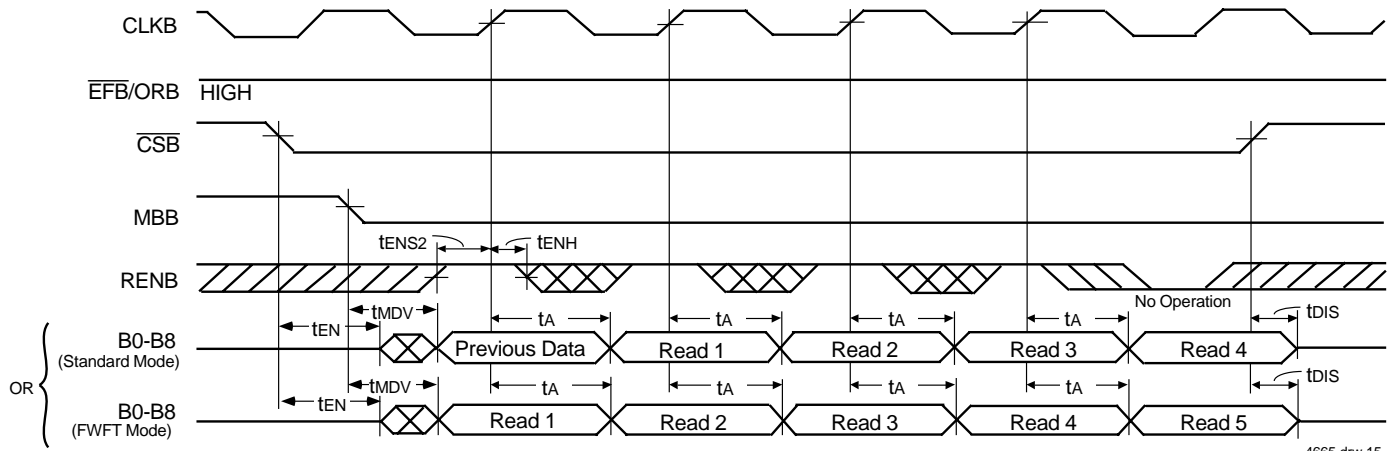 CLKB
EFB/ORB HIGH
CSB
MBB
tENS2 tENH
RENB
No Operation
tMDV
tEN
tA tA tA tA tDIS
B0-B8
(Standard Mode)
Previous Data Read 1 Read 2 Read 3 Read 4
OR
tMDV
tEN
tA tA tA tA tDIS
B0-B8
(FWFT Mode)
Read 1 Read 2 Read 3 Read 4 Read 5